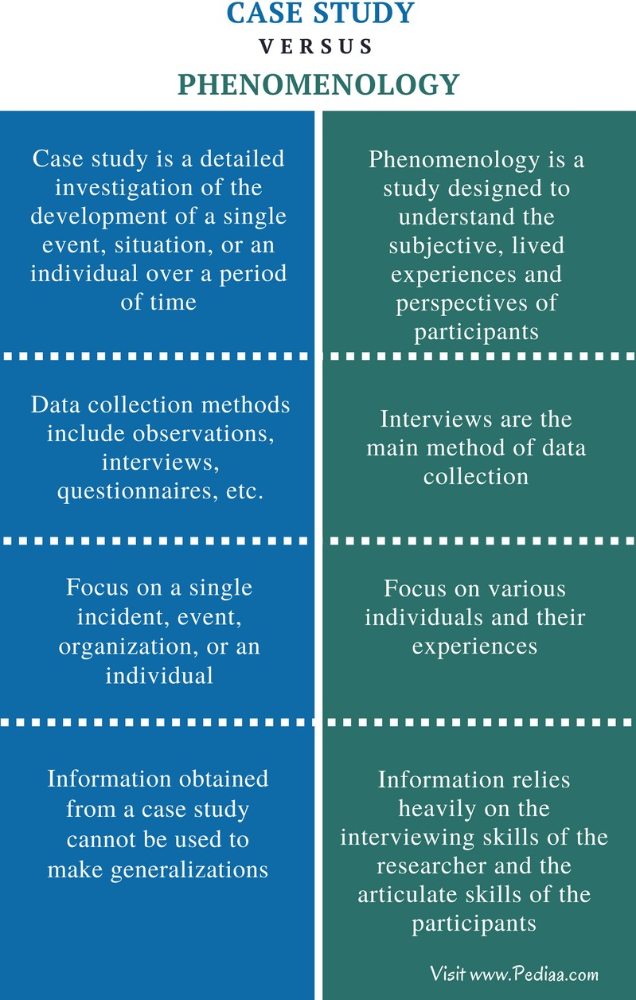 CASE STUDY
VERSUS
PHENOMENOLOGY
Case study is a detailed
investigation of the
development of a single
event, situation, or an
individual over a period
of time
Phenomenology is a
study designed to
understand the
subjective, lived
experiences and
perspectives of
participants
Data collection methods
include observations,
interviews,
questionnaires, etc.
Interviews are the
main method of data
collection
Focus on a single
incident, event,
organization, or an
individual
Focus on various
individuals and their
experiences
Information obtained
from a case study
cannot be used to
make generalizations
Information relies
heavily on the
interviewing skills of the
researcher and the
articulate skills of the
participants
Visit www.Pediaa.com